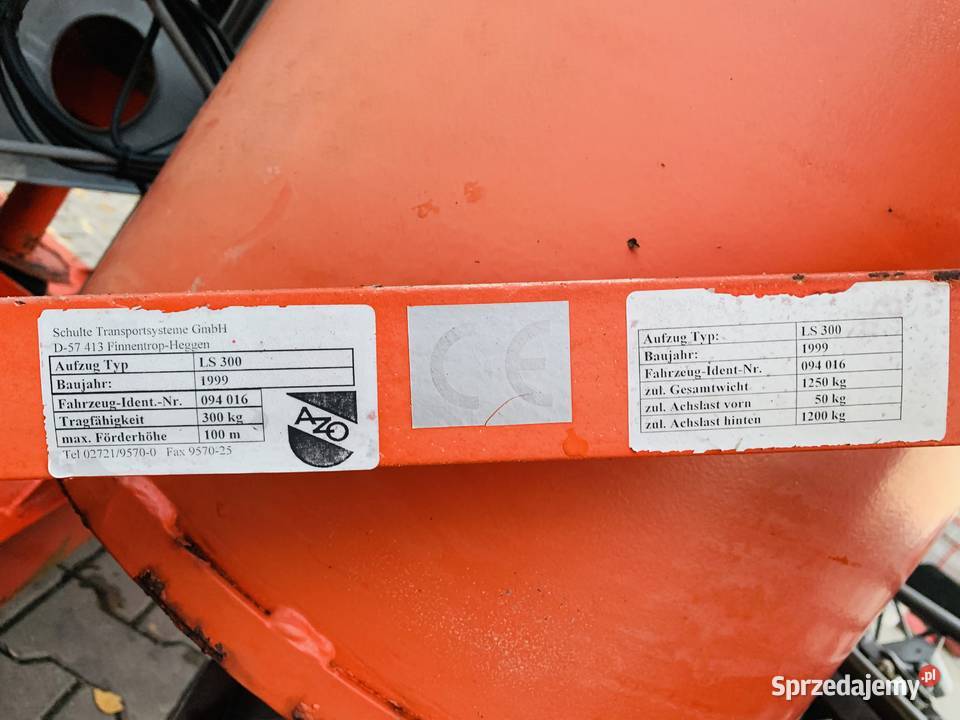 Schulte Transportsysteme GmbH
D-57 413 Finnentrop-Heggen
Aufzug Typ LS 300
Baujahr: 1999
Fahrzeug-Ident.-Nr. 094 016
Tragfähigkeit 300 kg
max. Förderhöhe 100 m
Tel 02721/9570-0 Fax 9570-25
AZO
CE
Aufzug Typ: LS 300
Baujahr: 1999
Fahrzeug-Ident-Nr. 094 016
zul. Gesamtwicht 1250 kg
zul. Achslast vorn 50 kg
zul. Achslast hinten 1200 kg
Sprzedajemy.pl